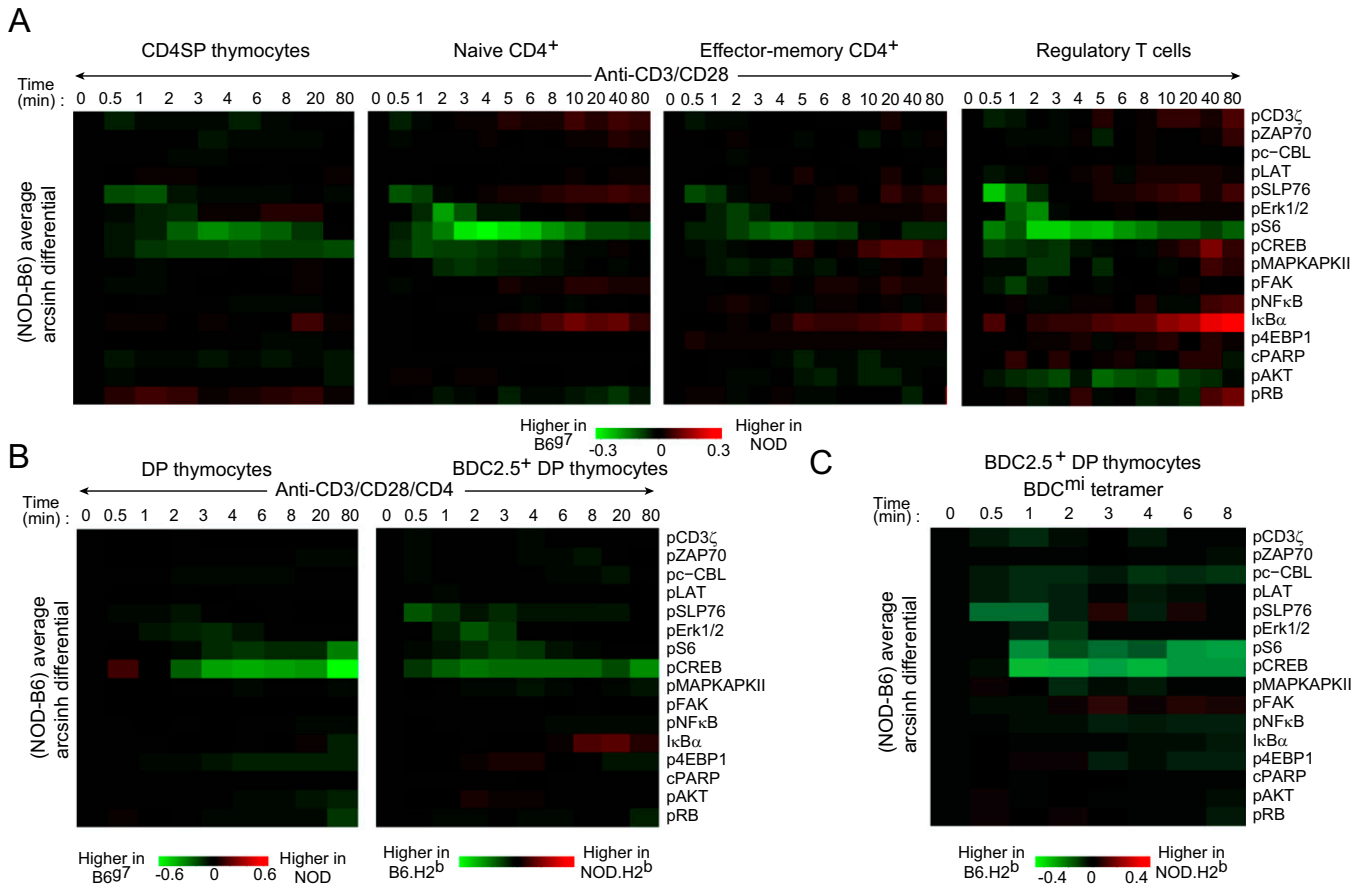 A
CD4SP thymocytes
Naive CD4+
Effector-memory CD4+
Regulatory T cells
Anti-CD3/CD28
Time (min) :
0 0.5 1 2 3 4 6 8 20 80
0 0.5 1 2 3 4 5 6 8 10 20 40 80
0 0.5 1 2 3 4 5 6 8 10 20 40 80
0 0.5 1 3 4 5 6 8 10 20 40 80
(NOD-B6) average
arcsinh differential
pCD3ζ
pZAP70
pc−CBL
pLAT
pSLP76
pErk1/2
pS6
pCREB
pMAPKAPKII
pFAK
pNFκB
IκBα
p4EBP1
cPARP
pAKT
pRB
Higher in B6g7
-0.3 0 0.3
Higher in NOD
B
DP thymocytes
BDC2.5+ DP thymocytes
Anti-CD3/CD28/CD4
Time (min) :
0 0.5 1 2 3 4 6 8 20 80
0 0.5 1 2 3 4 6 8 20 80
(NOD-B6) average
arcsinh differential
pCD3ζ
pZAP70
pc−CBL
pLAT
pSLP76
pErk1/2
pS6
pCREB
pMAPKAPKII
pFAK
pNFκB
IκBα
p4EBP1
cPARP
pAKT
pRB
Higher in B6g7
-0.6 0 0.6
Higher in NOD
Higher in B6.H2b
Higher in NOD.H2b
C
BDC2.5+ DP thymocytes
BDCmi tetramer
Time (min) :
0 0.5 1 2 3 4 6 8
(NOD-B6) average
arcsinh differential
pCD3ζ
pZAP70
pc−CBL
pLAT
pSLP76
pErk1/2
pS6
pCREB
pMAPKAPKII
pFAK
pNFκB
IκBα
p4EBP1
cPARP
pAKT
pRB
Higher in B6.H2b
-0.4 0 0.4
Higher in NOD.H2b